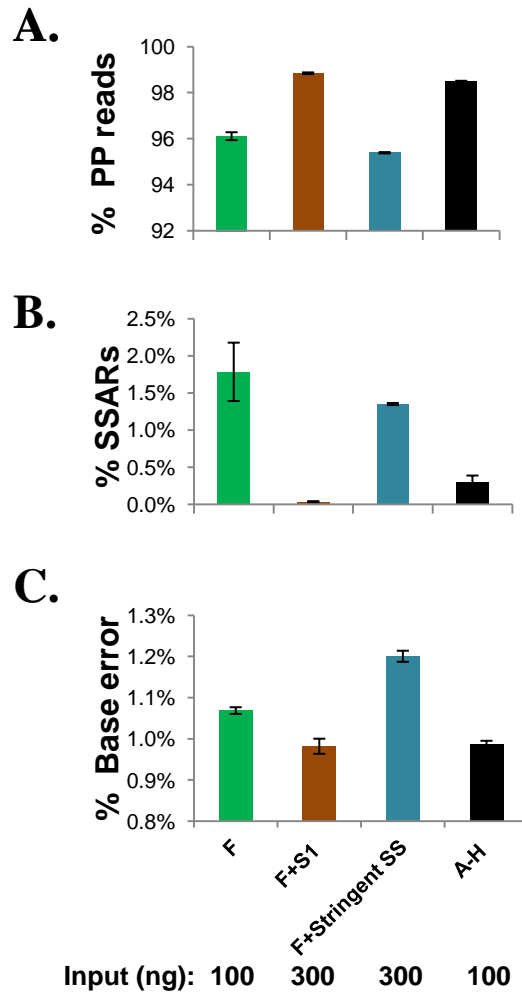 A.
% PP reads
100
98
96
94
92
B.
% SSARs
2.5%
2.0%
1.5%
1.0%
0.5%
0.0%
C.
% Base error
1.3%
1.2%
1.1%
1.0%
0.9%
0.8%
F
F+S1
F+Stringent SS
A-H
Input (ng): 100 300 300 100